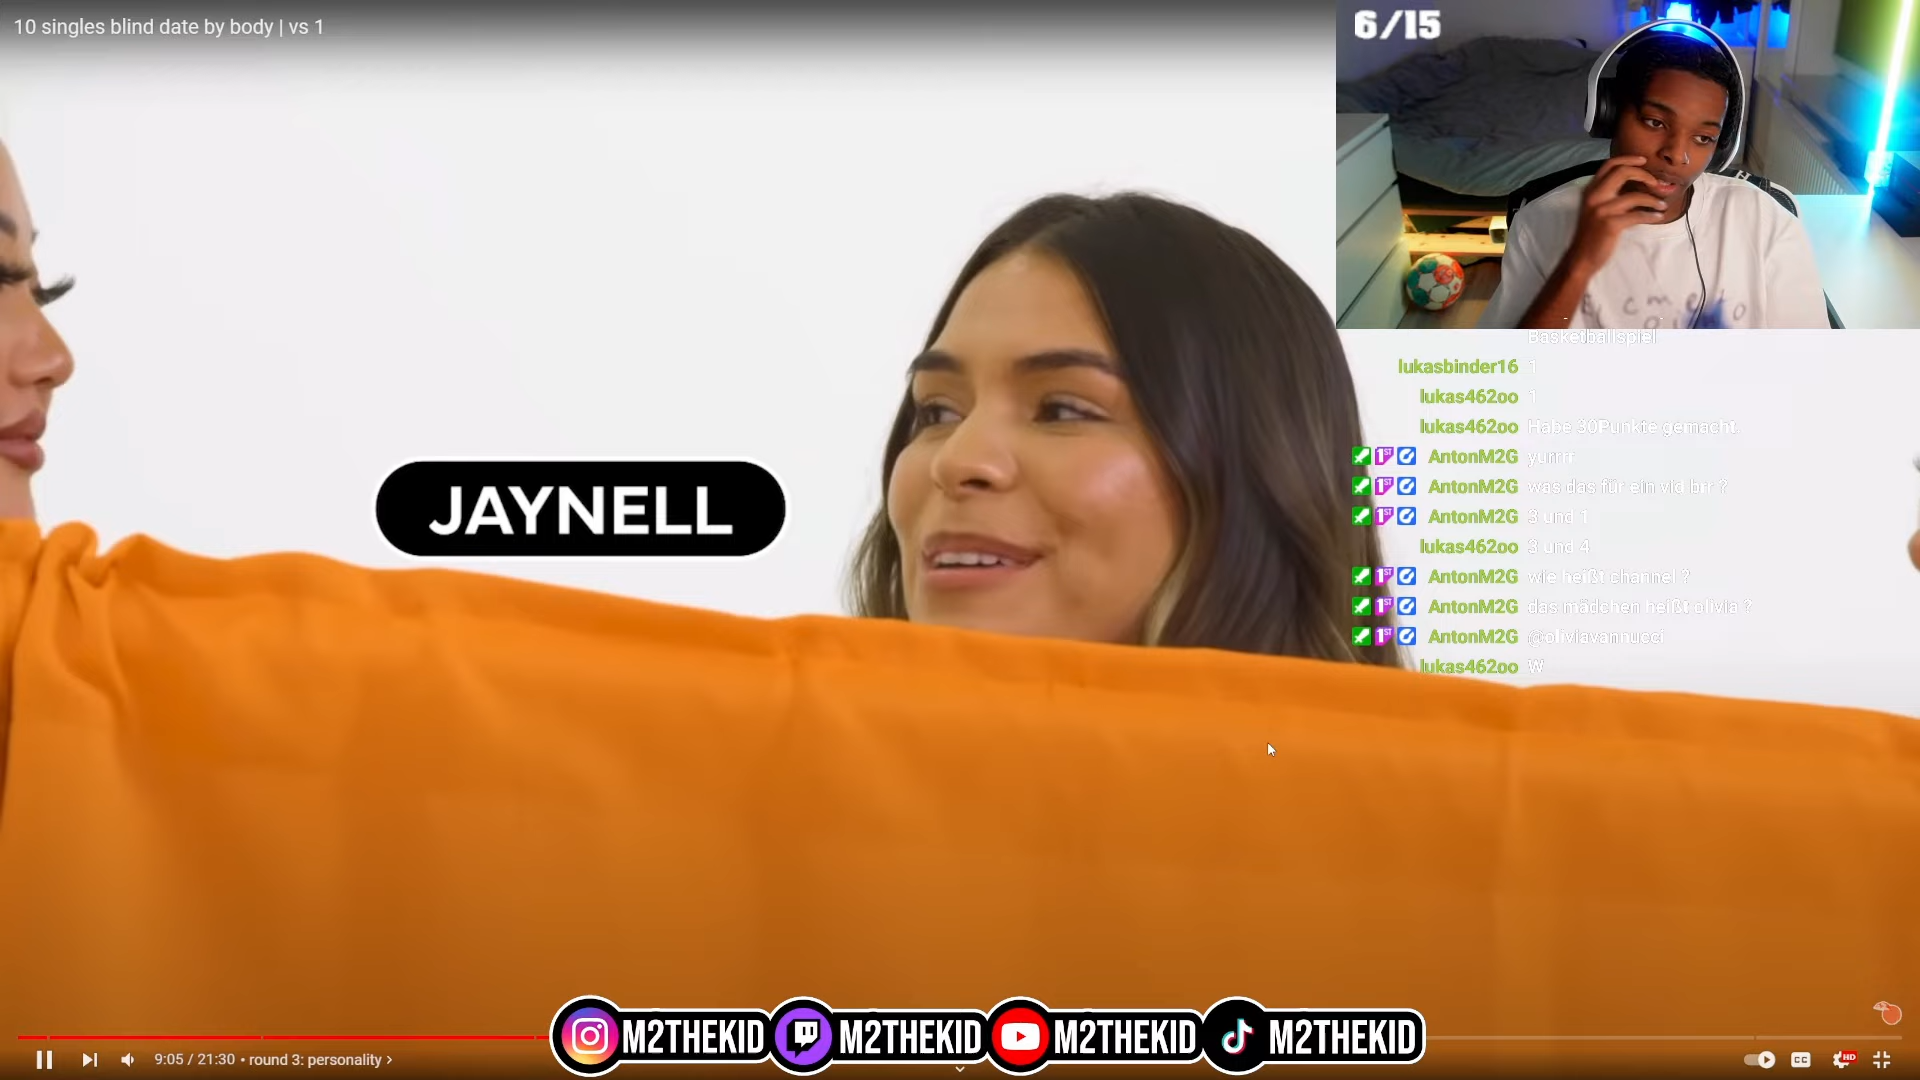 10 singles blind date by body | vs 1
6/15
JAYNELL
Basketballspiel
lukasbinder16 1
lukas462oo 1
lukas462oo Habe 30Punkte gemacht.
AntonM2G yurrrr
AntonM2G was das für ein vid brr ?
AntonM2G 3 und 1
lukas462oo 3 und 4
AntonM2G wie heißt channel ?
AntonM2G das mädchen heißt olivia ?
AntonM2G @oliviavannucci
lukas462oo W
M2THEKID M2THEKID M2THEKID M2THEKID
9:05 / 21:30 • round 3: personality
CC
HD